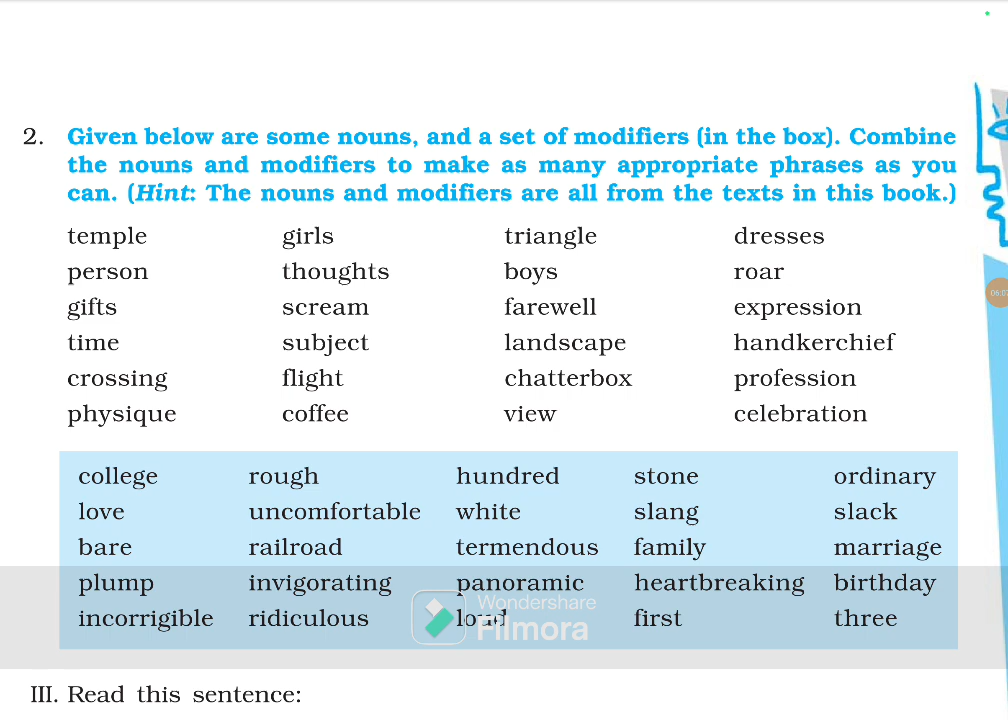 2. Given below are some nouns, and a set of modifiers (in the box). Combine
the nouns and modifiers to make as many appropriate phrases as you
can. (Hint: The nouns and modifiers are all from the texts in this book.)
temple girls triangle dresses
person thoughts boys roar
gifts scream farewell expression
time subject landscape handkerchief
crossing flight chatterbox profession
physique coffee view celebration
college rough hundred stone ordinary
love uncomfortable white slang slack
bare railroad termendous family marriage
plump invigorating panoramic heartbreaking birthday
incorrigible ridiculous loud first three
Wondershare
Filmora
III. Read this sentence: